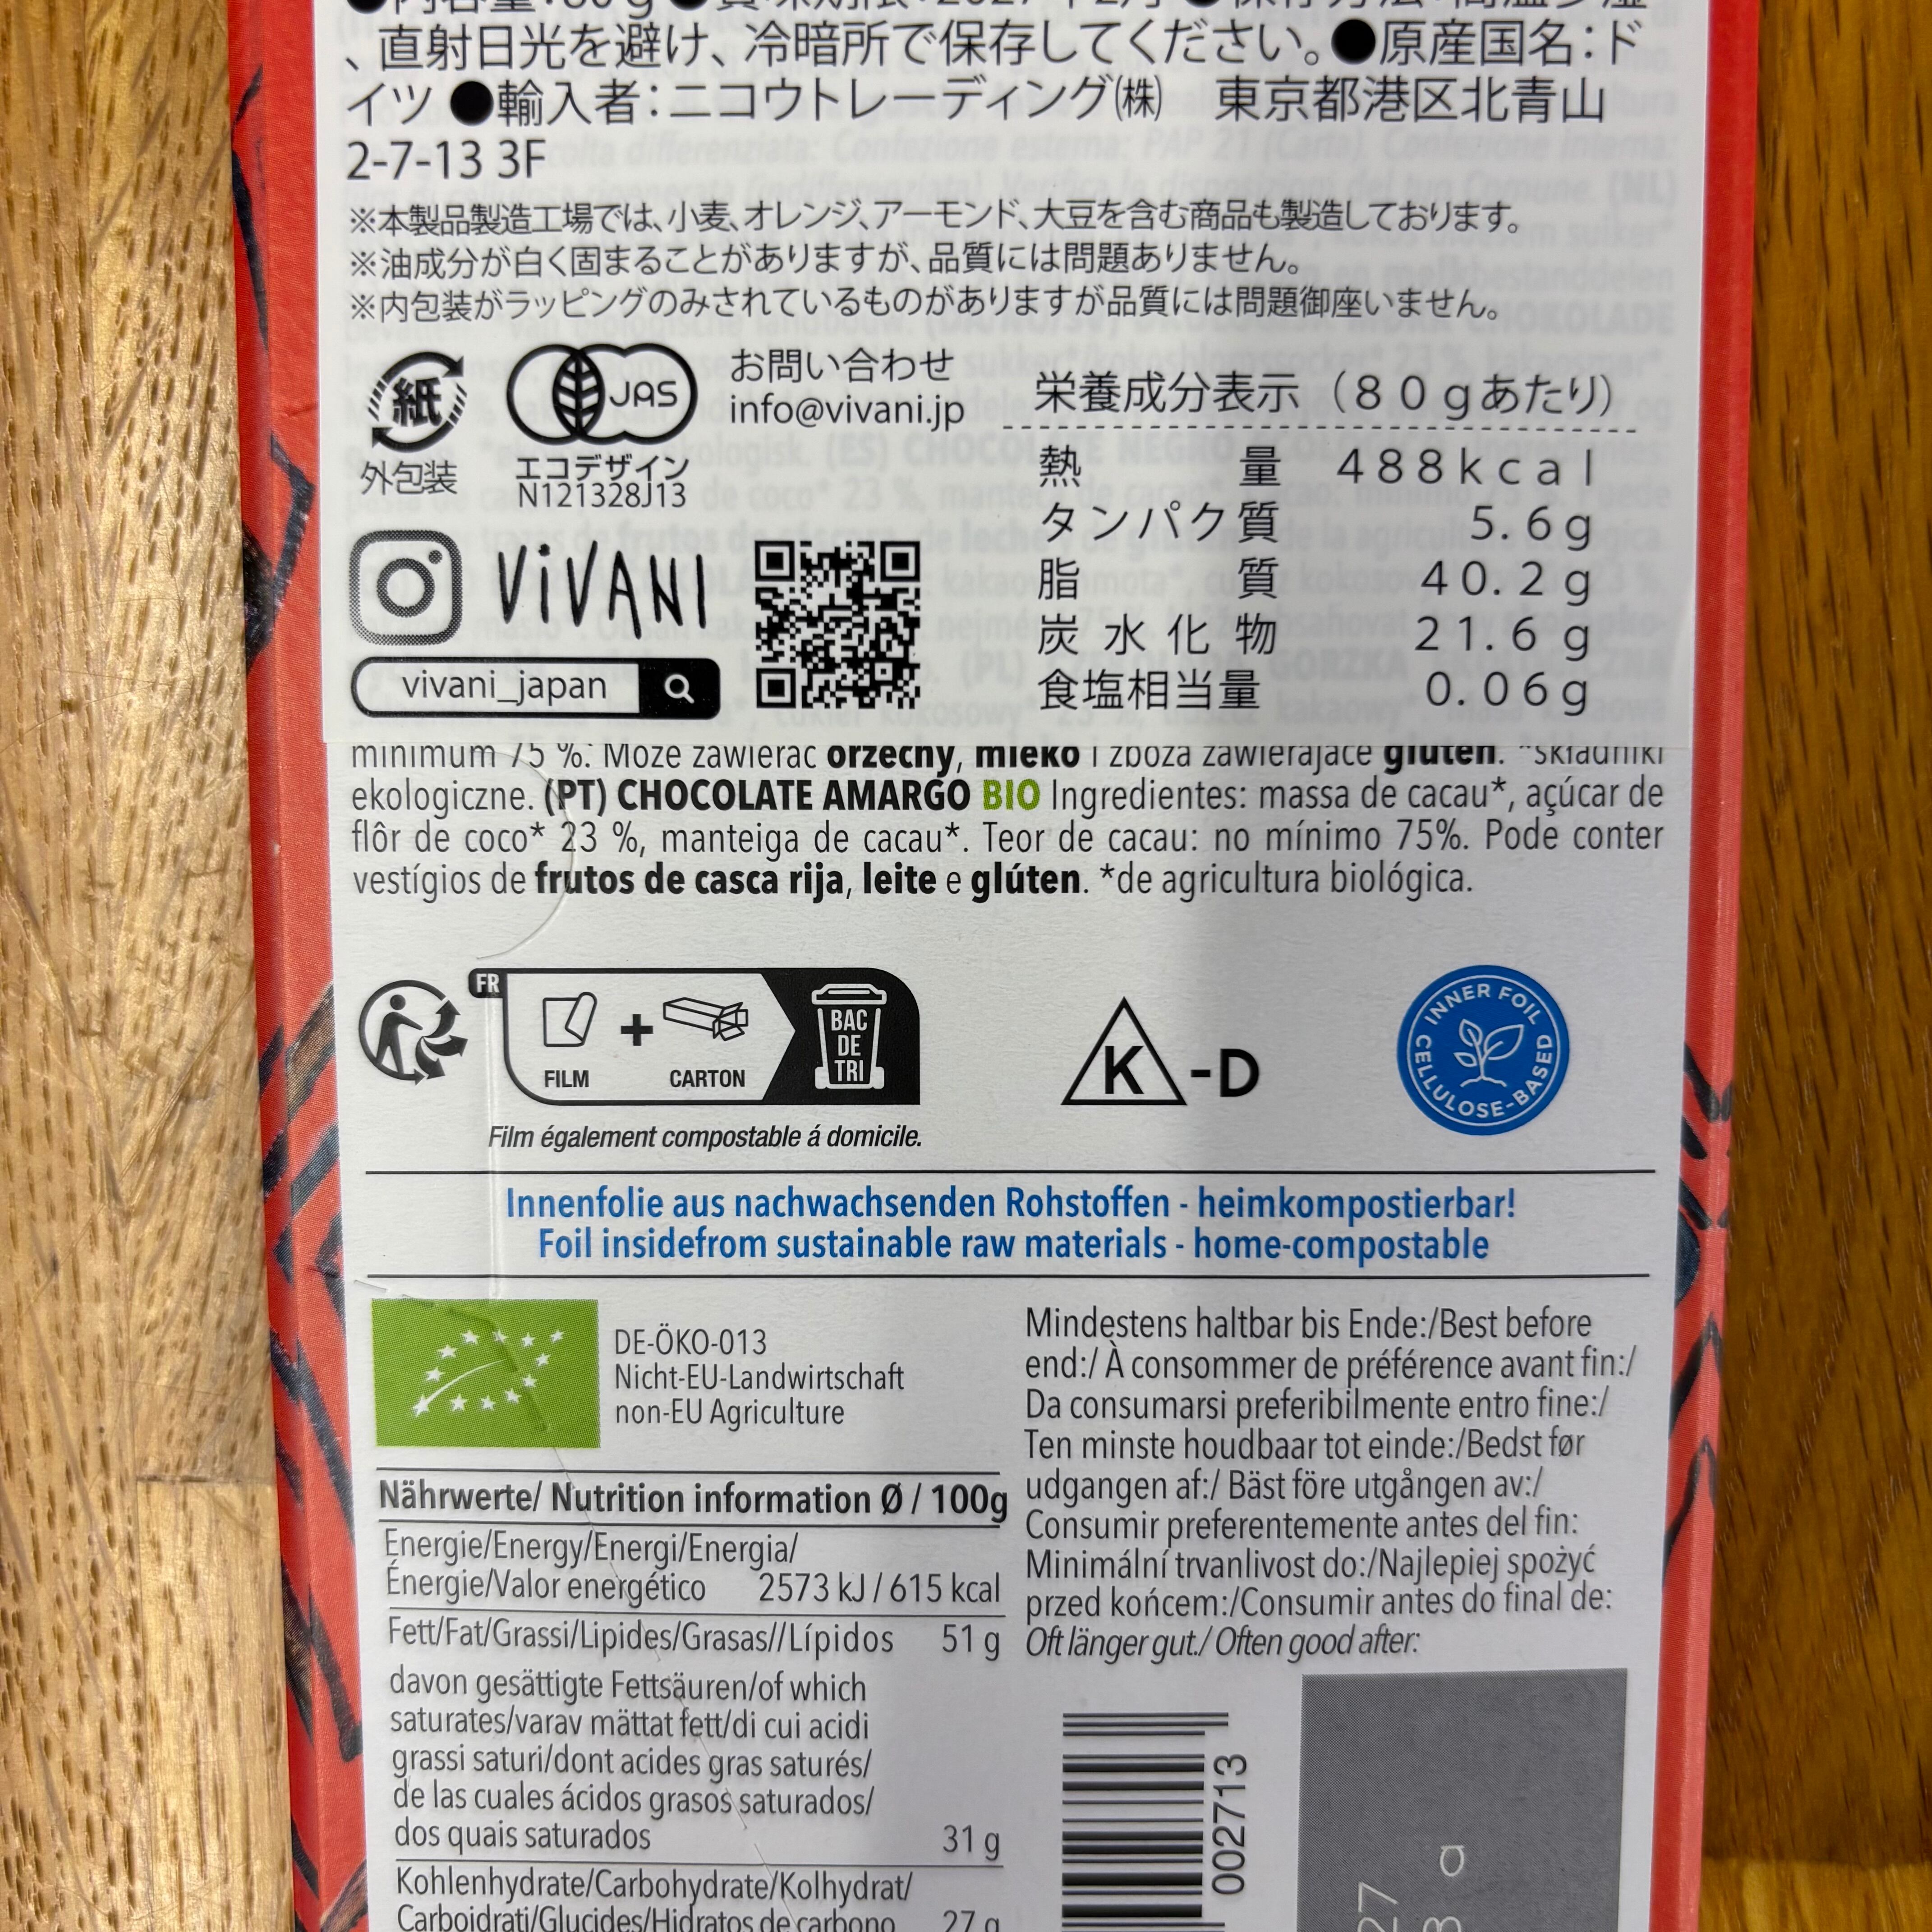 、直射日光を避け、冷暗所で保存してください。●原産国名：ド
イツ ●輸入者：ニコウトレーディング㈱　東京都港区北青山
2-7-13 3F
※本製品製造工場では、小麦、オレンジ、アーモンド、大豆を含む商品も製造しております。
※油成分が白く固まることがありますが、品質には問題ありません。
※内包装がラッピングのみされているものがありますが品質には問題御座いません。
紙
外包装
JAS
エコデザイン
N121328J13
お問い合わせ
info@vivani.jp
ViVANI
vivani_japan
栄養成分表示（80gあたり）
熱量 488kcal
タンパク質 5.6g
脂質 40.2g
炭水化物 21.6g
食塩相当量 0.06g
minimum 75 %. Może zawierać orzechy, mleko i zboża zawierające gluten. *składniki
ekologiczne. (PT) CHOCOLATE AMARGO BIO Ingredientes: massa de cacau*, açúcar de
flôr de coco* 23 %, manteiga de cacau*. Teor de cacau: no mínimo 75%. Pode conter
vestígios de frutos de casca rija, leite e glúten. *de agricultura biológica.
FR
FILM + CARTON
BAC
DE
TRI
Film également compostable á domicile.
K-D
INNER FOIL
CELLULOSE-BASED
Innenfolie aus nachwachsenden Rohstoffen - heimkompostierbar!
Foil insidefrom sustainable raw materials - home-compostable
DE-ÖKO-013
Nicht-EU-Landwirtschaft
non-EU Agriculture
Nährwerte/ Nutrition information Ø / 100g
Energie/Energy/Energi/Energia/
Énergie/Valor energético 2573 kJ / 615 kcal
Fett/Fat/Grassi/Lipides/Grasas//Lípidos 51 g
davon gesättigte Fettsäuren/of which
saturates/varav mättat fett/di cui acidi
grassi saturi/dont acides gras saturés/
de las cuales ácidos grasos saturados/
dos quais saturados 31 g
Kohlenhydrate/Carbohydrate/Kolhydrat/
Carboidrati/Glucides/Hidratos de carbono 27 g
Mindestens haltbar bis Ende:/Best before
end:/ À consommer de préférence avant fin:/
Da consumarsi preferibilmente entro fine:/
Ten minste houdbaar tot einde:/Bedst før
udgangen af:/ Bäst före utgången av:/
Consumir preferentemente antes del fin:
Minimální trvanlivost do:/Najlepiej spożyć
przed końcem:/Consumir antes do final de:
Oft länger gut./ Often good after:
002713
27
a